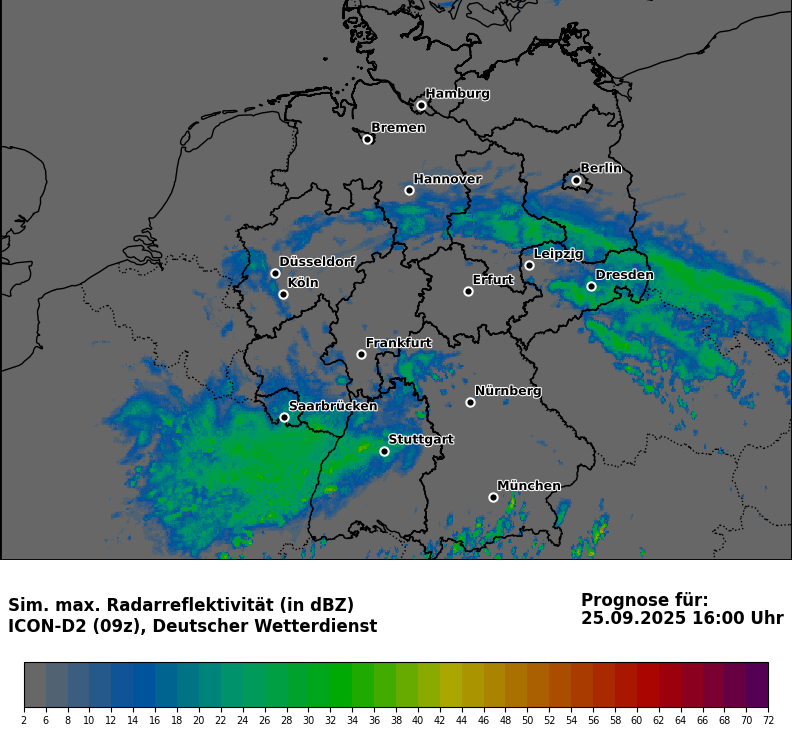 Hamburg
Bremen
Berlin
Hannover
Leipzig
Düsseldorf
Dresden
Köln
Erfurt
Frankfurt
Nürnberg
Saarbrücken
Stuttgart
München
Sim. max. Radarreflektivität (in dBZ)
ICON-D2 (09z), Deutscher Wetterdienst
Prognose für:
25.09.2025 16:00 Uhr
2 6 8 10 12 14 16 18 20 22 24 26 28 30 32 34 36 38 40 42 44 46 48 50 52 54 56 58 60 62 64 66 68 70 72